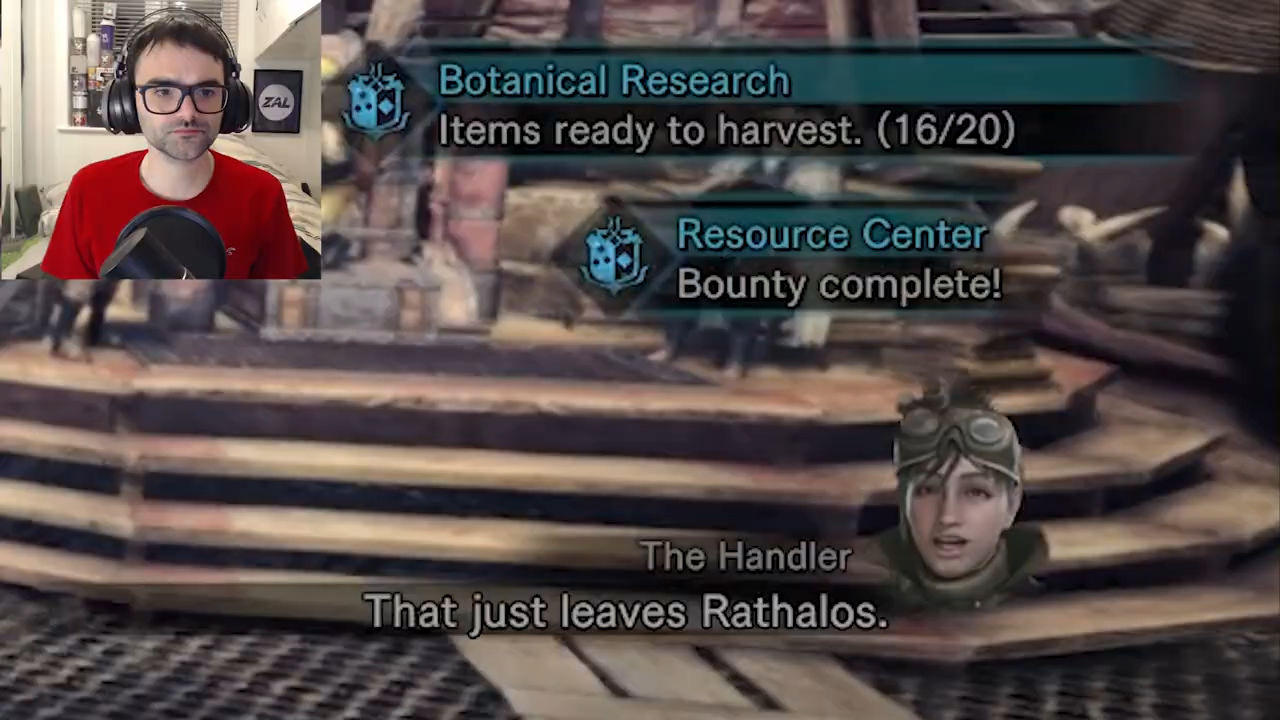 ZAL
Botanical Research
Items ready to harvest. (16/20)
Resource Center
Bounty complete!
The Handler
That just leaves Rathalos.